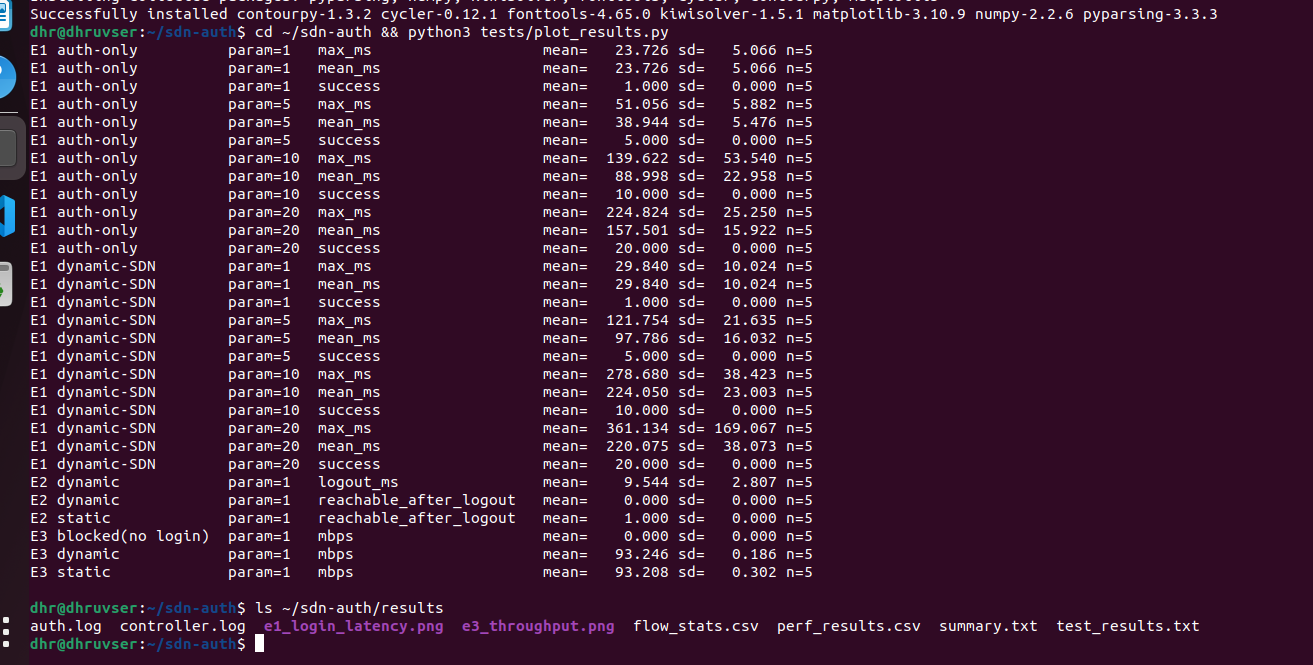 Successfully installed contourpy-1.3.2 cycler-0.12.1 fonttools-4.65.0 kiwisolver-1.5.1 matplotlib-3.10.9 numpy-2.2.6 pyparsing-3.3.3
dhr@dhruvser:~/sdn-auth$ cd ~/sdn-auth && python3 tests/plot_results.py
E1 auth-only          param=1   max_ms                   mean=   23.726 sd=   5.066 n=5
E1 auth-only          param=1   mean_ms                  mean=   23.726 sd=   5.066 n=5
E1 auth-only          param=1   success                  mean=    1.000 sd=   0.000 n=5
E1 auth-only          param=5   max_ms                   mean=   51.056 sd=   5.882 n=5
E1 auth-only          param=5   mean_ms                  mean=   38.944 sd=   5.476 n=5
E1 auth-only          param=5   success                  mean=    5.000 sd=   0.000 n=5
E1 auth-only          param=10  max_ms                   mean=  139.622 sd=  53.540 n=5
E1 auth-only          param=10  mean_ms                  mean=   88.998 sd=  22.958 n=5
E1 auth-only          param=10  success                  mean=   10.000 sd=   0.000 n=5
E1 auth-only          param=20  max_ms                   mean=  224.824 sd=  25.250 n=5
E1 auth-only          param=20  mean_ms                  mean=  157.501 sd=  15.922 n=5
E1 auth-only          param=20  success                  mean=   20.000 sd=   0.000 n=5
E1 dynamic-SDN        param=1   max_ms                   mean=   29.840 sd=  10.024 n=5
E1 dynamic-SDN        param=1   mean_ms                  mean=   29.840 sd=  10.024 n=5
E1 dynamic-SDN        param=1   success                  mean=    1.000 sd=   0.000 n=5
E1 dynamic-SDN        param=5   max_ms                   mean=  121.754 sd=  21.635 n=5
E1 dynamic-SDN        param=5   mean_ms                  mean=   97.786 sd=  16.032 n=5
E1 dynamic-SDN        param=5   success                  mean=    5.000 sd=   0.000 n=5
E1 dynamic-SDN        param=10  max_ms                   mean=  278.680 sd=  38.423 n=5
E1 dynamic-SDN        param=10  mean_ms                  mean=  224.050 sd=  23.003 n=5
E1 dynamic-SDN        param=10  success                  mean=   10.000 sd=   0.000 n=5
E1 dynamic-SDN        param=20  max_ms                   mean=  361.134 sd= 169.067 n=5
E1 dynamic-SDN        param=20  mean_ms                  mean=  220.075 sd=  38.073 n=5
E1 dynamic-SDN        param=20  success                  mean=   20.000 sd=   0.000 n=5
E2 dynamic            param=1   logout_ms                mean=    9.544 sd=   2.807 n=5
E2 dynamic            param=1   reachable_after_logout   mean=    0.000 sd=   0.000 n=5
E2 static             param=1   reachable_after_logout   mean=    1.000 sd=   0.000 n=5
E3 blocked(no login)  param=1   mbps                     mean=    0.000 sd=   0.000 n=5
E3 dynamic            param=1   mbps                     mean=   93.246 sd=   0.186 n=5
E3 static             param=1   mbps                     mean=   93.208 sd=   0.302 n=5
dhr@dhruvser:~/sdn-auth$ ls ~/sdn-auth/results
auth.log  controller.log  e1_login_latency.png  e3_throughput.png  flow_stats.csv  perf_results.csv  summary.txt  test_results.txt
dhr@dhruvser:~/sdn-auth$